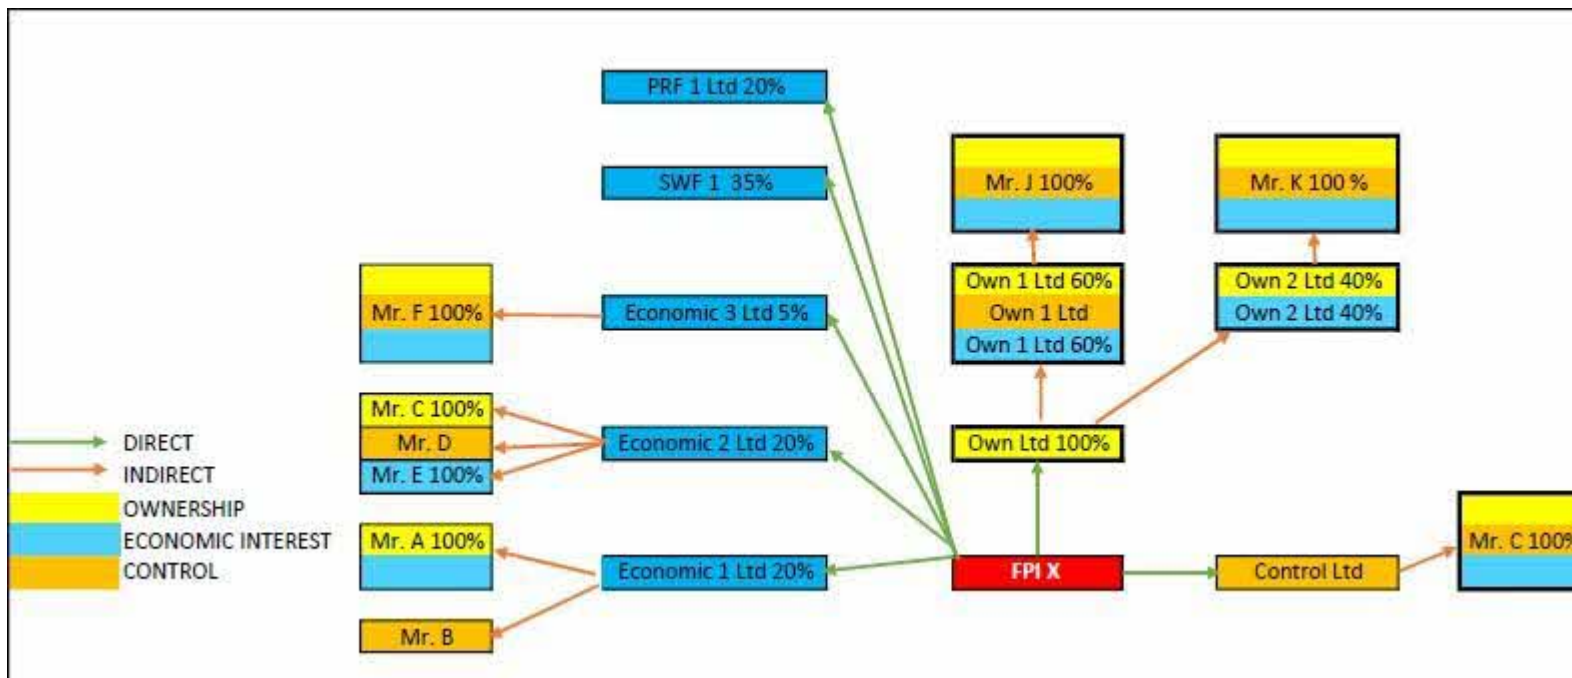 PRF 1 Ltd 20%
SWF 1 35%
Mr. J 100%
Mr. K 100 %
Own 1 Ltd 60%
Own 1 Ltd
Own 1 Ltd 60%
Own 2 Ltd 40%
Own 2 Ltd 40%
Mr. F 100%
Economic 3 Ltd 5%
Mr. C 100%
Mr. D
Mr. E 100%
Economic 2 Ltd 20%
Own Ltd 100%
DIRECT
INDIRECT
OWNERSHIP
ECONOMIC INTEREST
CONTROL
Mr. A 100%
Economic 1 Ltd 20%
FPI X
Control Ltd
Mr. C 100%
Mr. B